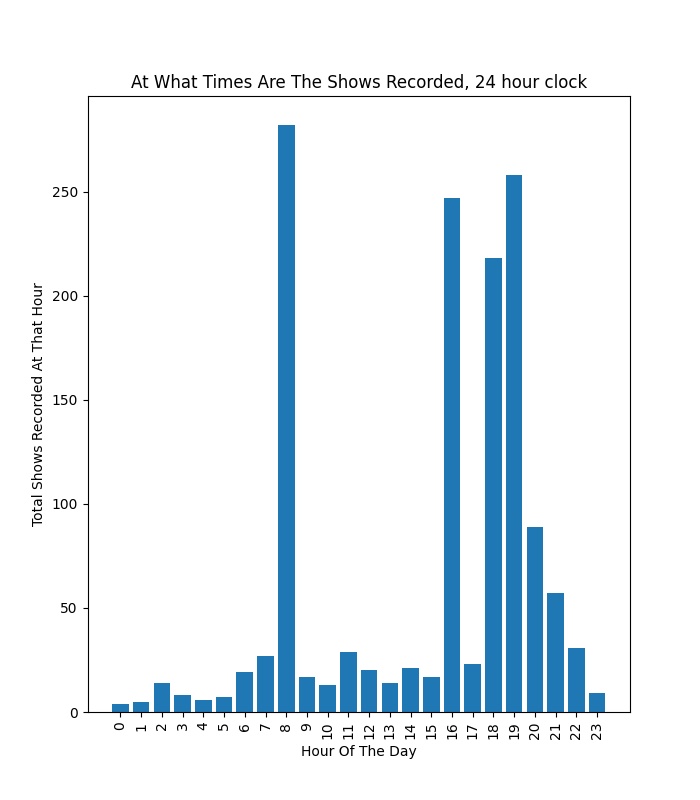 At What Times Are The Shows Recorded, 24 hour clock
Total Shows Recorded At That Hour
250
200
150
100
50
0
0 1 2 3 4 5 6 7 8 9 10 11 12 13 14 15 16 17 18 19 20 21 22 23
Hour Of The Day